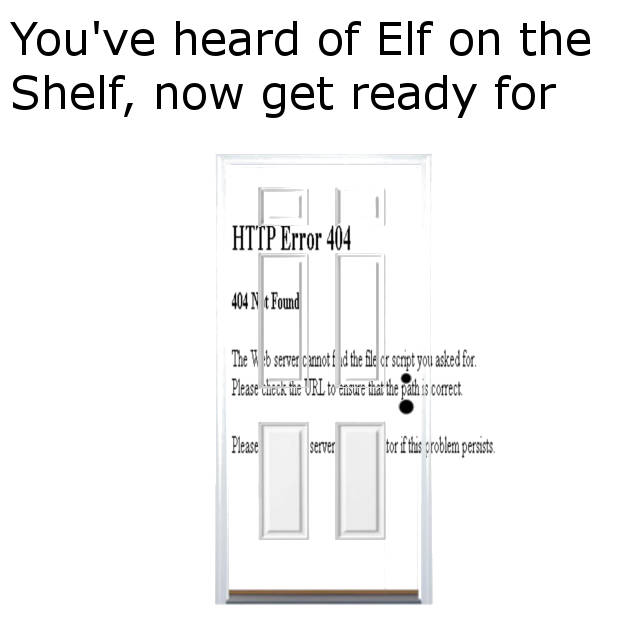 You've heard of Elf on the
Shelf, now get ready for
HTTP Error 404
404 N t Found
The Web server cannot find the file or script you asked for.
Please check the URL to ensure that the path is correct.
Please server tor if this problem persists.